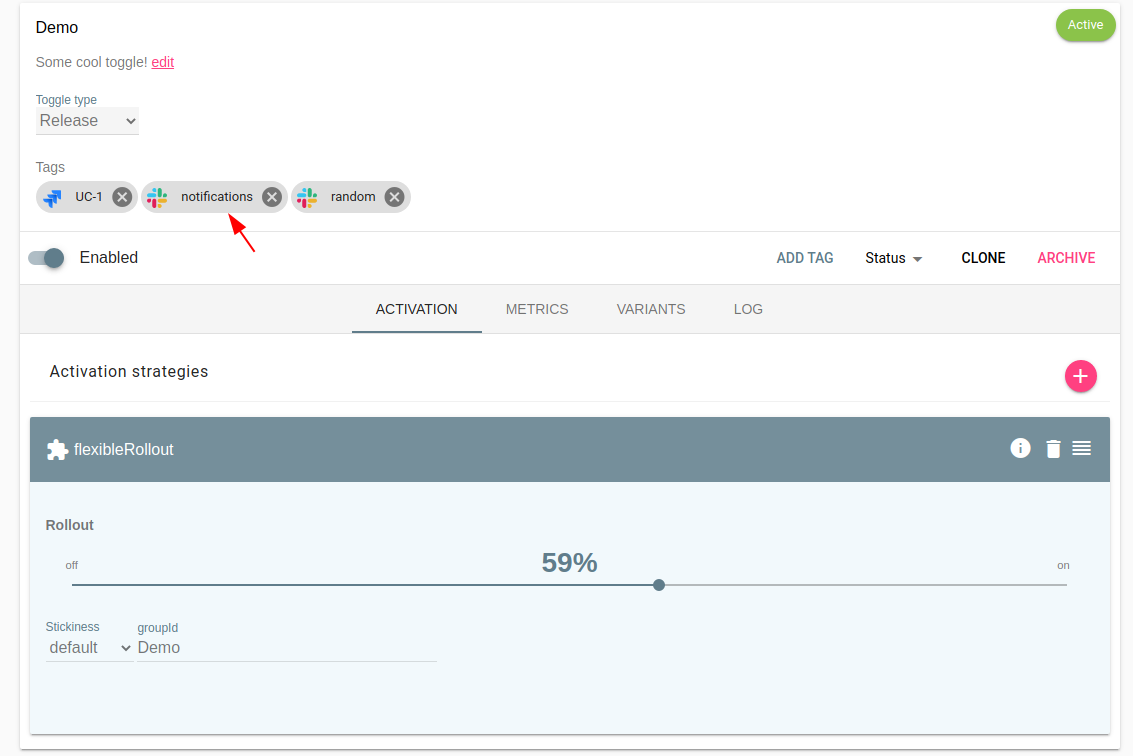 Demo
Active
Some cool toggle! edit
Toggle type
Release
Tags
UC-1 notifications random
Enabled ADD TAG Status CLONE ARCHIVE
ACTIVATION METRICS VARIANTS LOG
Activation strategies
flexibleRollout
Rollout
off 59% on
Stickiness groupId
default Demo